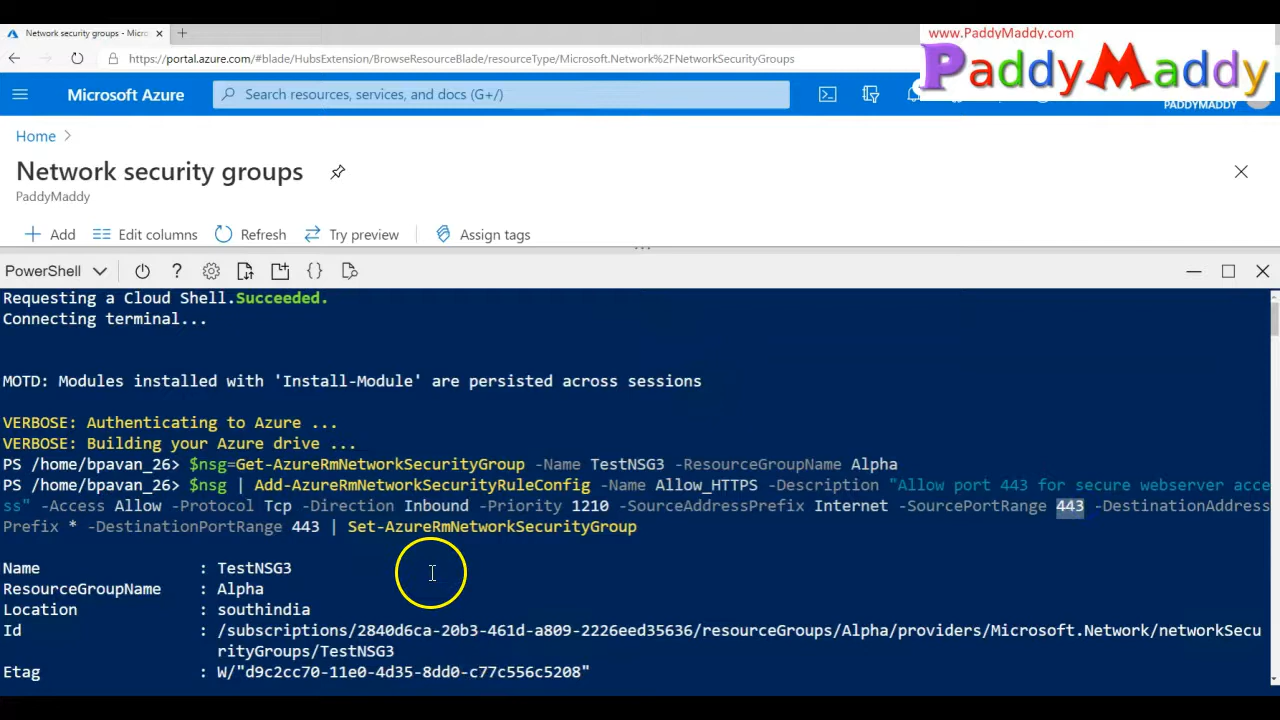 Network security groups - Micro
www.PaddyMaddy.com
https://portal.azure.com/#blade/HubsExtension/BrowseResourceBlade/resourceType/Microsoft.Network%2FNetworkSecurityGroups
PaddyMaddy
Microsoft Azure
Search resources, services, and docs (G+/)
PADDYMADDY
Home >
Network security groups
PaddyMaddy
+ Add
Edit columns
Refresh
Try preview
Assign tags
PowerShell
Requesting a Cloud Shell.Succeeded.
Connecting terminal...
MOTD: Modules installed with 'Install-Module' are persisted across sessions
VERBOSE: Authenticating to Azure ...
VERBOSE: Building your Azure drive ...
PS /home/bpavan_26> $nsg=Get-AzureRmNetworkSecurityGroup -Name TestNSG3 -ResourceGroupName Alpha
PS /home/bpavan_26> $nsg | Add-AzureRmNetworkSecurityRuleConfig -Name Allow_HTTPS -Description "Allow port 443 for secure webserver acce
ss" -Access Allow -Protocol Tcp -Direction Inbound -Priority 1210 -SourceAddressPrefix Internet -SourcePortRange 443 -DestinationAddress
Prefix * -DestinationPortRange 443 | Set-AzureRmNetworkSecurityGroup
Name : TestNSG3
ResourceGroupName : Alpha
Location : southindia
Id : /subscriptions/2840d6ca-20b3-461d-a809-2226eed35636/resourceGroups/Alpha/providers/Microsoft.Network/networkSecu
rityGroups/TestNSG3
Etag : W/"d9c2cc70-11e0-4d35-8dd0-c77c556c5208"